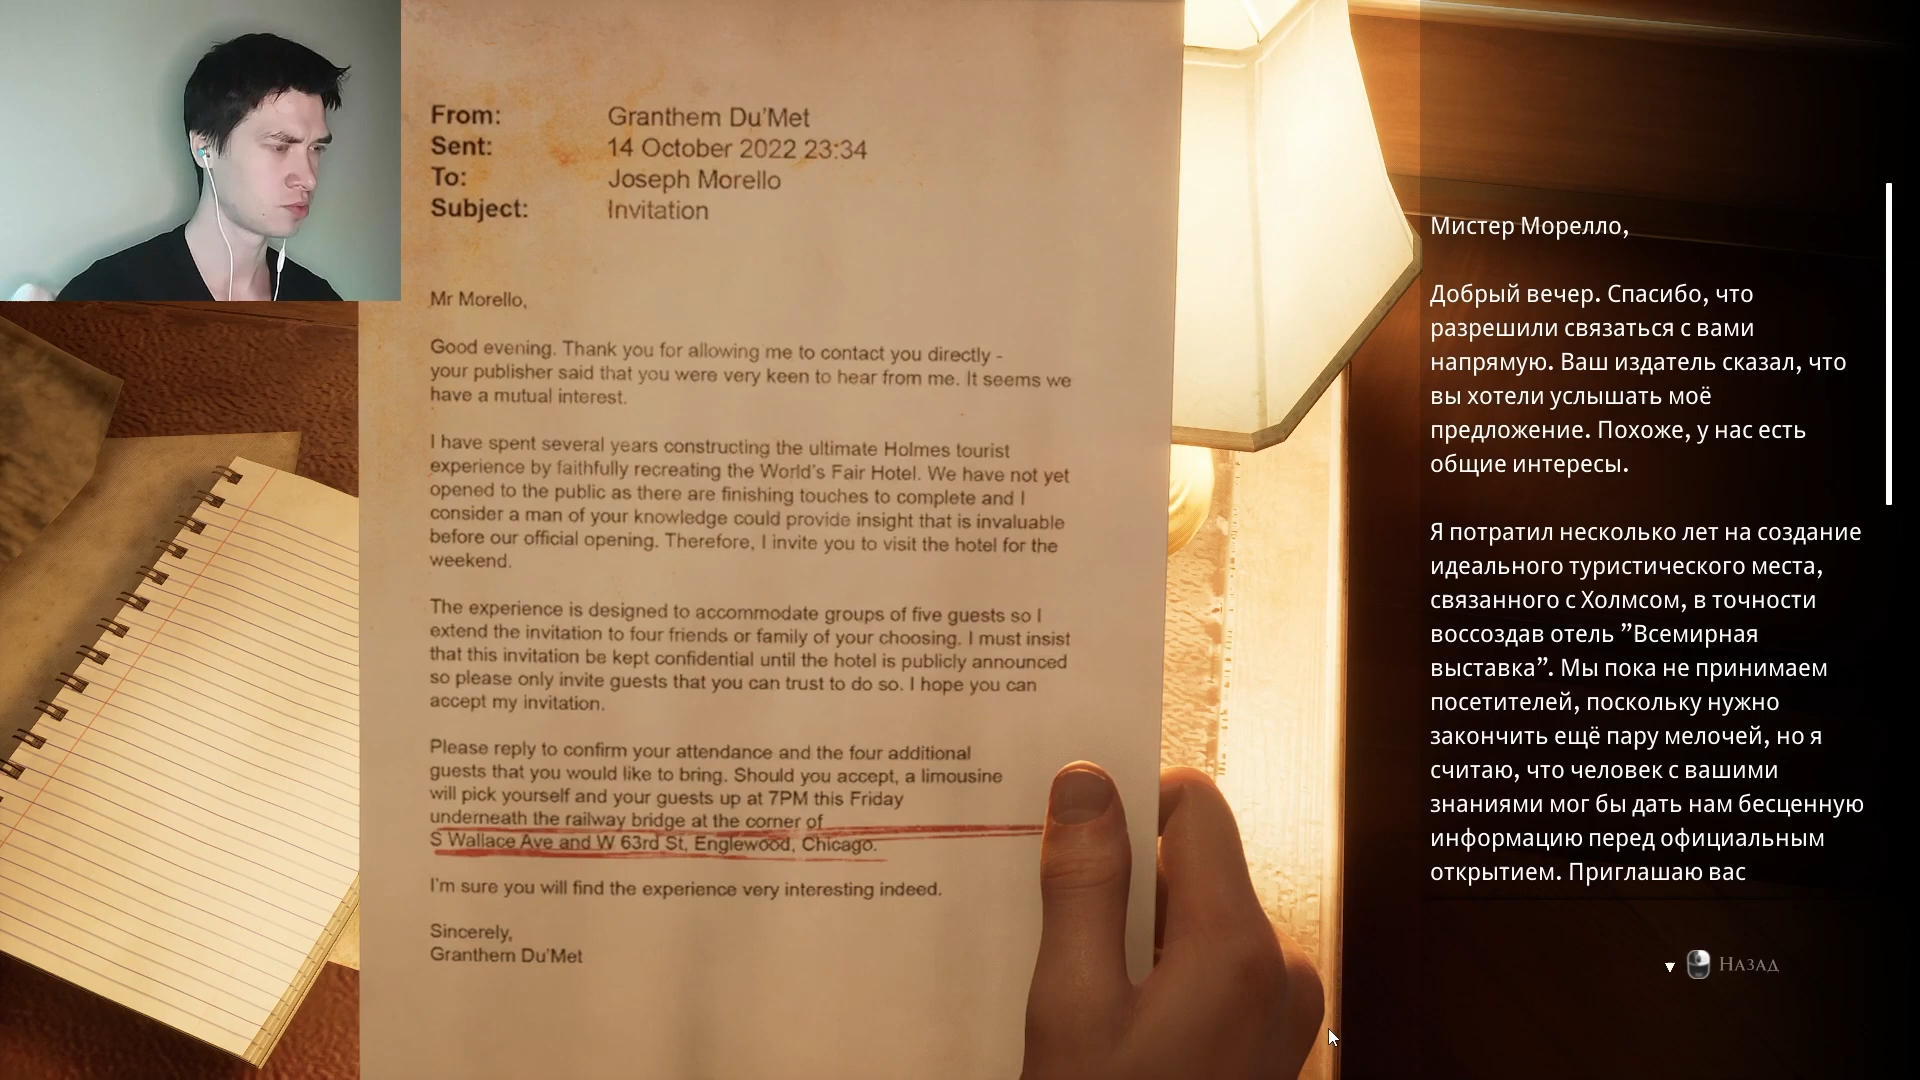 From: Granthem Du'Met
Sent: 14 October 2022 23:34
To: Joseph Morello
Subject: Invitation
Mr Morello,
Good evening. Thank you for allowing me to contact you directly -
your publisher said that you were very keen to hear from me. It seems we
have a mutual interest.
I have spent several years constructing the ultimate Holmes tourist
experience by faithfully recreating the World's Fair Hotel. We have not yet
opened to the public as there are finishing touches to complete and I
consider a man of your knowledge could provide insight that is invaluable
before our official opening. Therefore, I invite you to visit the hotel for the
weekend.
The experience is designed to accommodate groups of five guests so I
extend the invitation to four friends or family of your choosing. I must insist
that this invitation be kept confidential until the hotel is publicly announced
so please only invite guests that you can trust to do so. I hope you can
accept my invitation.
Please reply to confirm your attendance and the four additional
guests that you would like to bring. Should you accept, a limousine
will pick yourself and your guests up at 7PM this Friday
underneath the railway bridge at the corner of
S Wallace Ave and W 63rd St, Englewood, Chicago.
I'm sure you will find the experience very interesting indeed.
Sincerely,
Granthem Du'Met
Мистер Морелло,
Добрый вечер. Спасибо, что
разрешили связаться с вами
напрямую. Ваш издатель сказал, что
вы хотели услышать моё
предложение. Похоже, у нас есть
общие интересы.
Я потратил несколько лет на создание
идеального туристического места,
связанного с Холмсом, в точности
воссоздав отель ”Всемирная
выставка”. Мы пока не принимаем
посетителей, поскольку нужно
закончить ещё пару мелочей, но я
считаю, что человек с вашими
знаниями мог бы дать нам бесценную
информацию перед официальным
открытием. Приглашаю вас
Назад